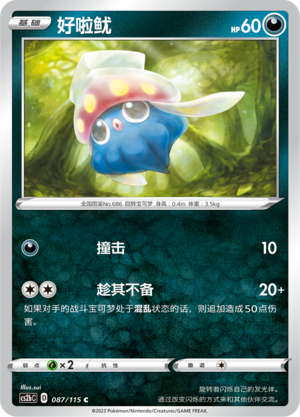 基础 好啦鱿 HP60
全国图鉴No.686 回转宝可梦 身高：0.4m 体重：3.5kg
撞击 10
趁其不备 20+
如果对手的战斗宝可梦处于混乱状态的话，则追加造成50点伤
害。
弱点 ×2 抗性 撤退
Illus.sui
CS2bC D 087/115 C
旋转着闪烁自己的发光体。
通过改变闪烁的方式来和其他伙伴交流。
©2023 Pokémon/Nintendo/Creatures/GAME FREAK.